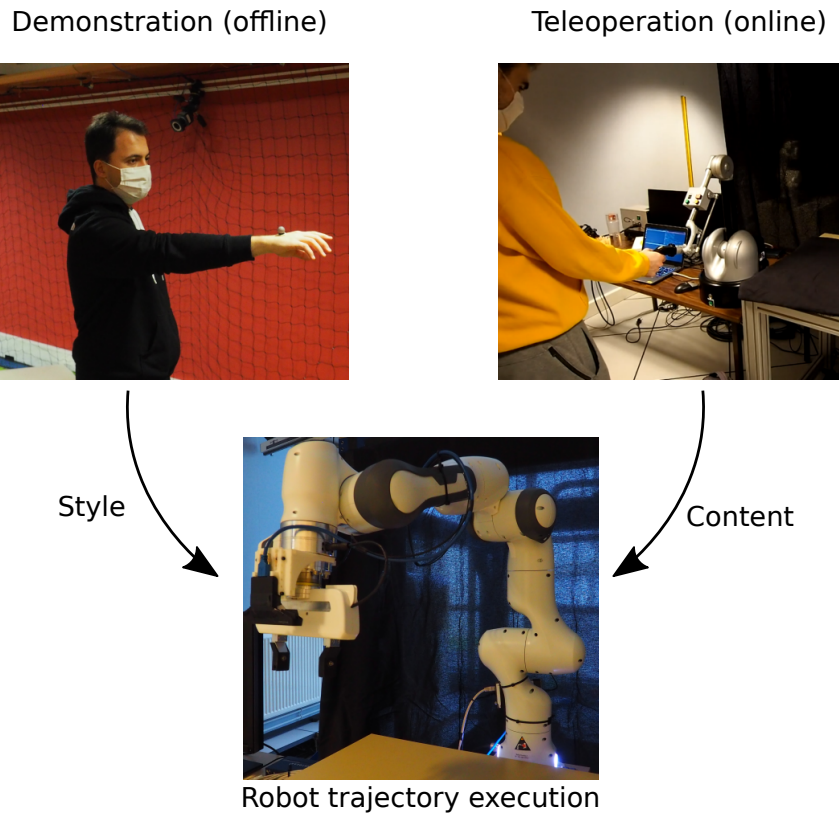 Demonstration (offline)
Teleoperation (online)
Style
Content
Robot trajectory execution